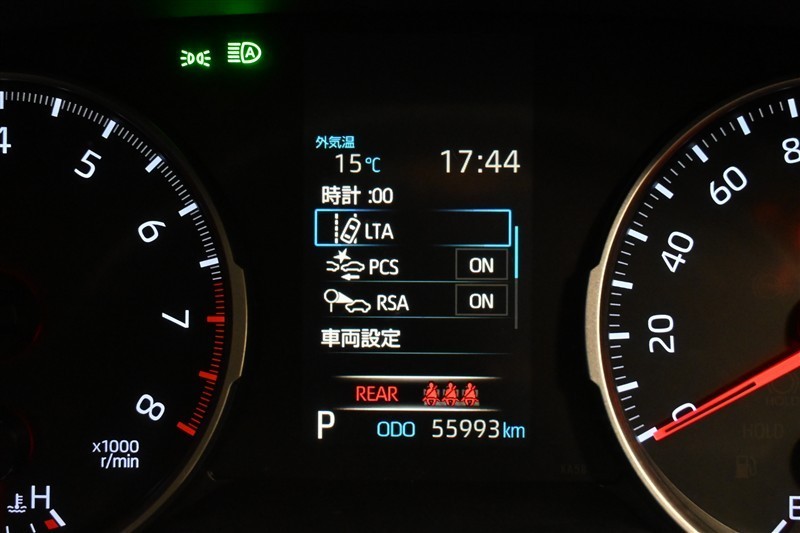 A
外気温
15℃ 17:44
時計 :00
LTA
PCS ON
RSA ON
車両設定
REAR
P ODO 55993km
4
5
6
7
8
x1000
r/min
H
80
60
40
20
0
HOLD
E